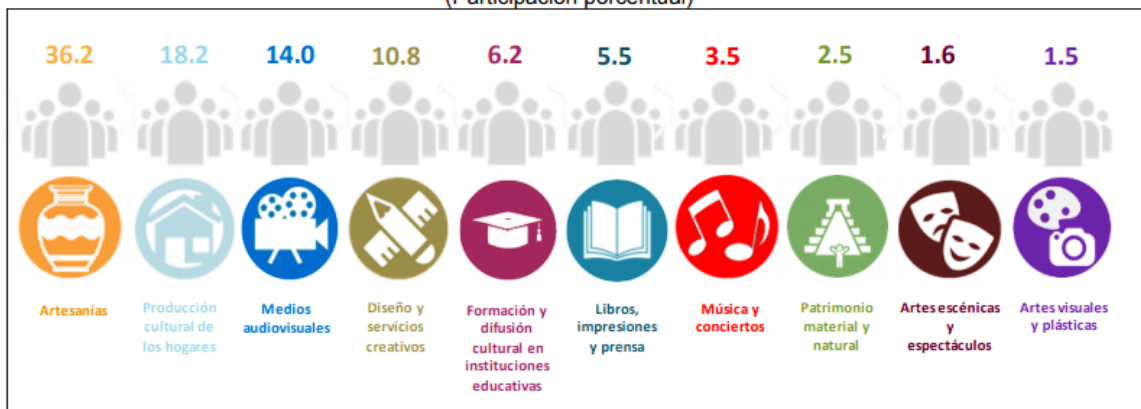 (Participación porcentual)
36.2 18.2 14.0 10.8 6.2 5.5 3.5 2.5 1.6 1.5
Artesanías
Producción
cultural de
los hogares
Medios
audiovisuales
Diseño y
servicios
creativos
Formación y
difusión
cultural en
instituciones
educativas
Libros,
impresiones
y prensa
Música y
conciertos
Patrimonio
material y
natural
Artes escénicas
y
espectáculos
Artes visuales
y plásticas